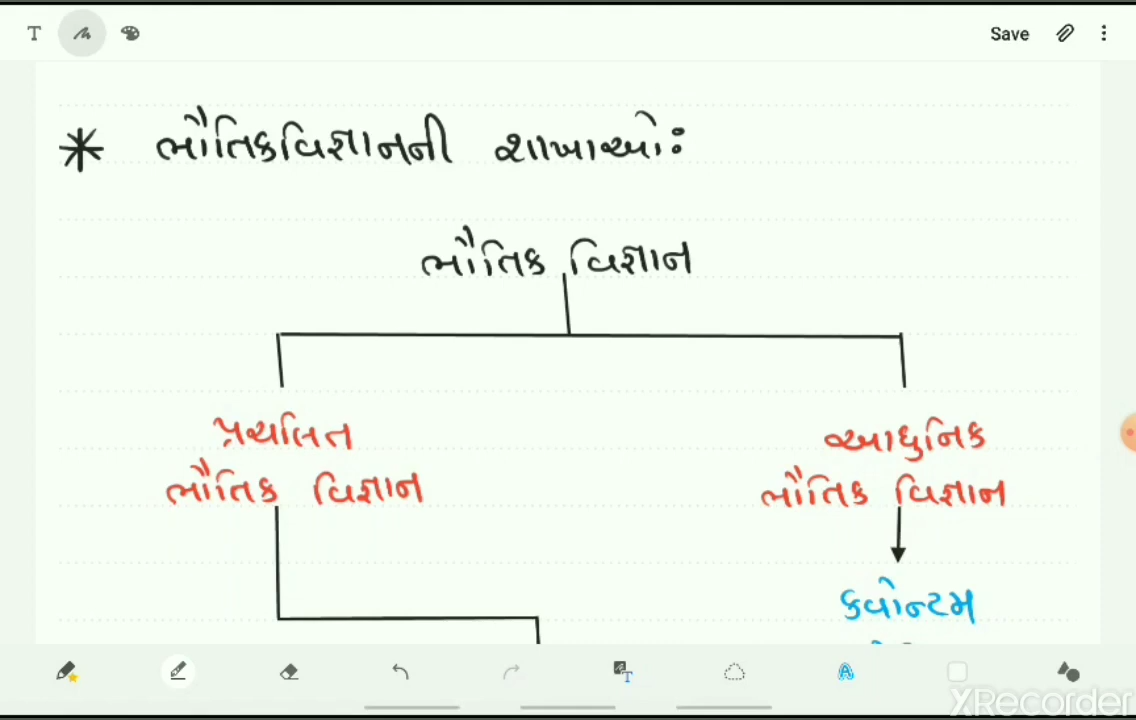 T
Save
* ભૌતિકવિજ્ઞાનની શાખાઓઃ
ભૌતિક વિજ્ઞાન
પ્રચલિત
ભૌતિક વિજ્ઞાન
આધુનિક
ભૌતિક વિજ્ઞાન
ક્વોન્ટમ
XRecorder